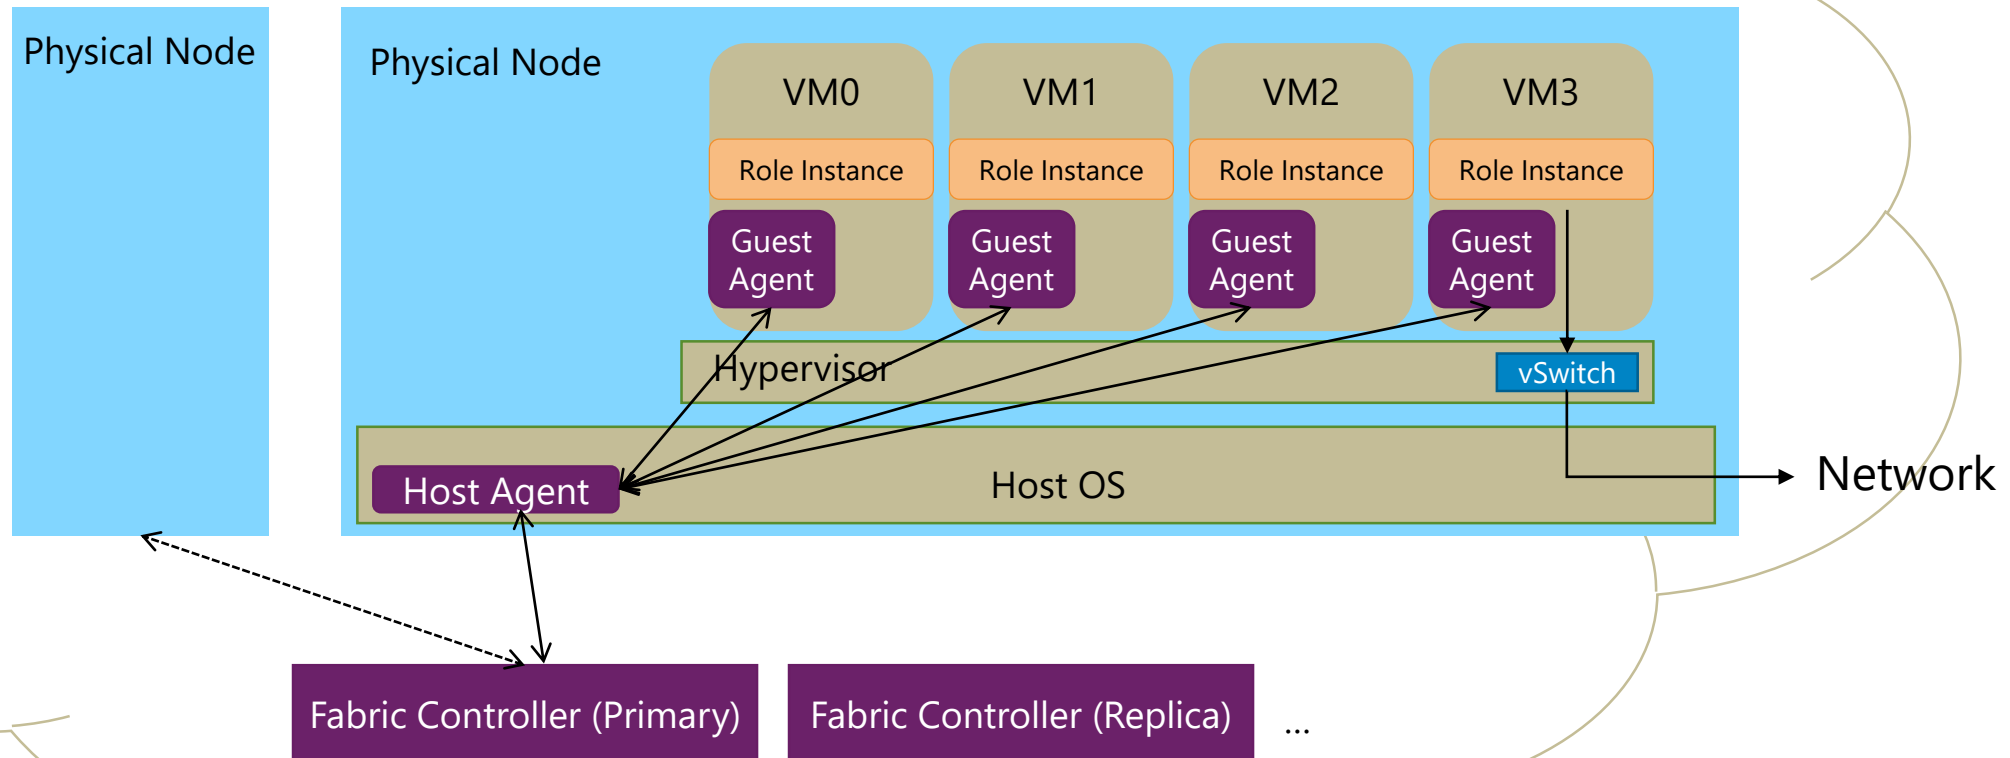 Physical Node
Physical Node
VM0
VM1
VM2
VM3
Role Instance
Role Instance
Role Instance
Role Instance
Guest
Agent
Guest
Agent
Guest
Agent
Guest
Agent
Hypervisor
vSwitch
Host Agent
Host OS
Network
Fabric Controller (Primary)
Fabric Controller (Replica)
...